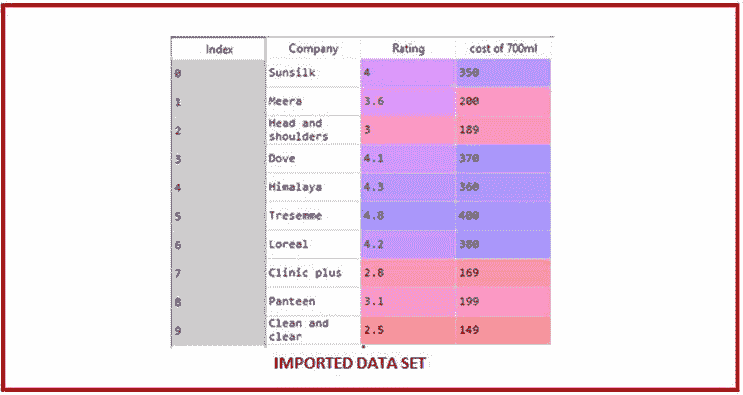 Index Company Rating cost of 700ml
0 Sunsilk 4 350
1 Meera 3.6 200
2 Head and shoulders 3 189
3 Dove 4.1 370
4 Himalaya 4.3 360
5 Tresemme 4.8 400
6 Loreal 4.2 380
7 Clinic plus 2.8 169
8 Panteen 3.1 199
9 Clean and clear 2.5 149
IMPORTED DATA SET